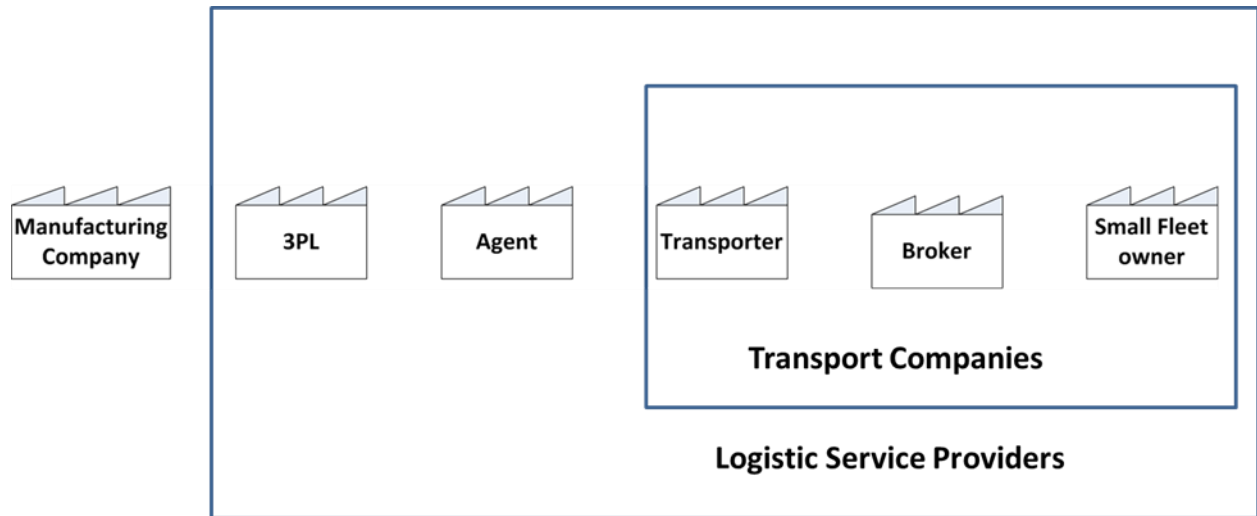 Manufacturing
Company
3PL
Agent
Transporter
Broker
Small Fleet
owner
Transport Companies
Logistic Service Providers